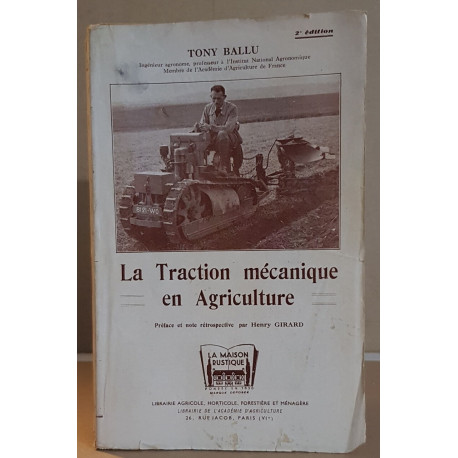 2e édition
TONY BALLU
Ingénieur agronome, professeur à l'Institut National Agronomique
Membre de l'Académie d'Agriculture de France
La Traction mécanique
en Agriculture
Préface et note rétrospective par Henry GIRARD
LA MAISON
RUSTIQUE
LIBRAIRIE AGRICOLE, HORTICOLE, FORESTIÈRE ET MÉNAGÈRE
LIBRAIRIE DE L'ACADÉMIE D'AGRICULTURE
26, RUE JACOB, PARIS (VIe)